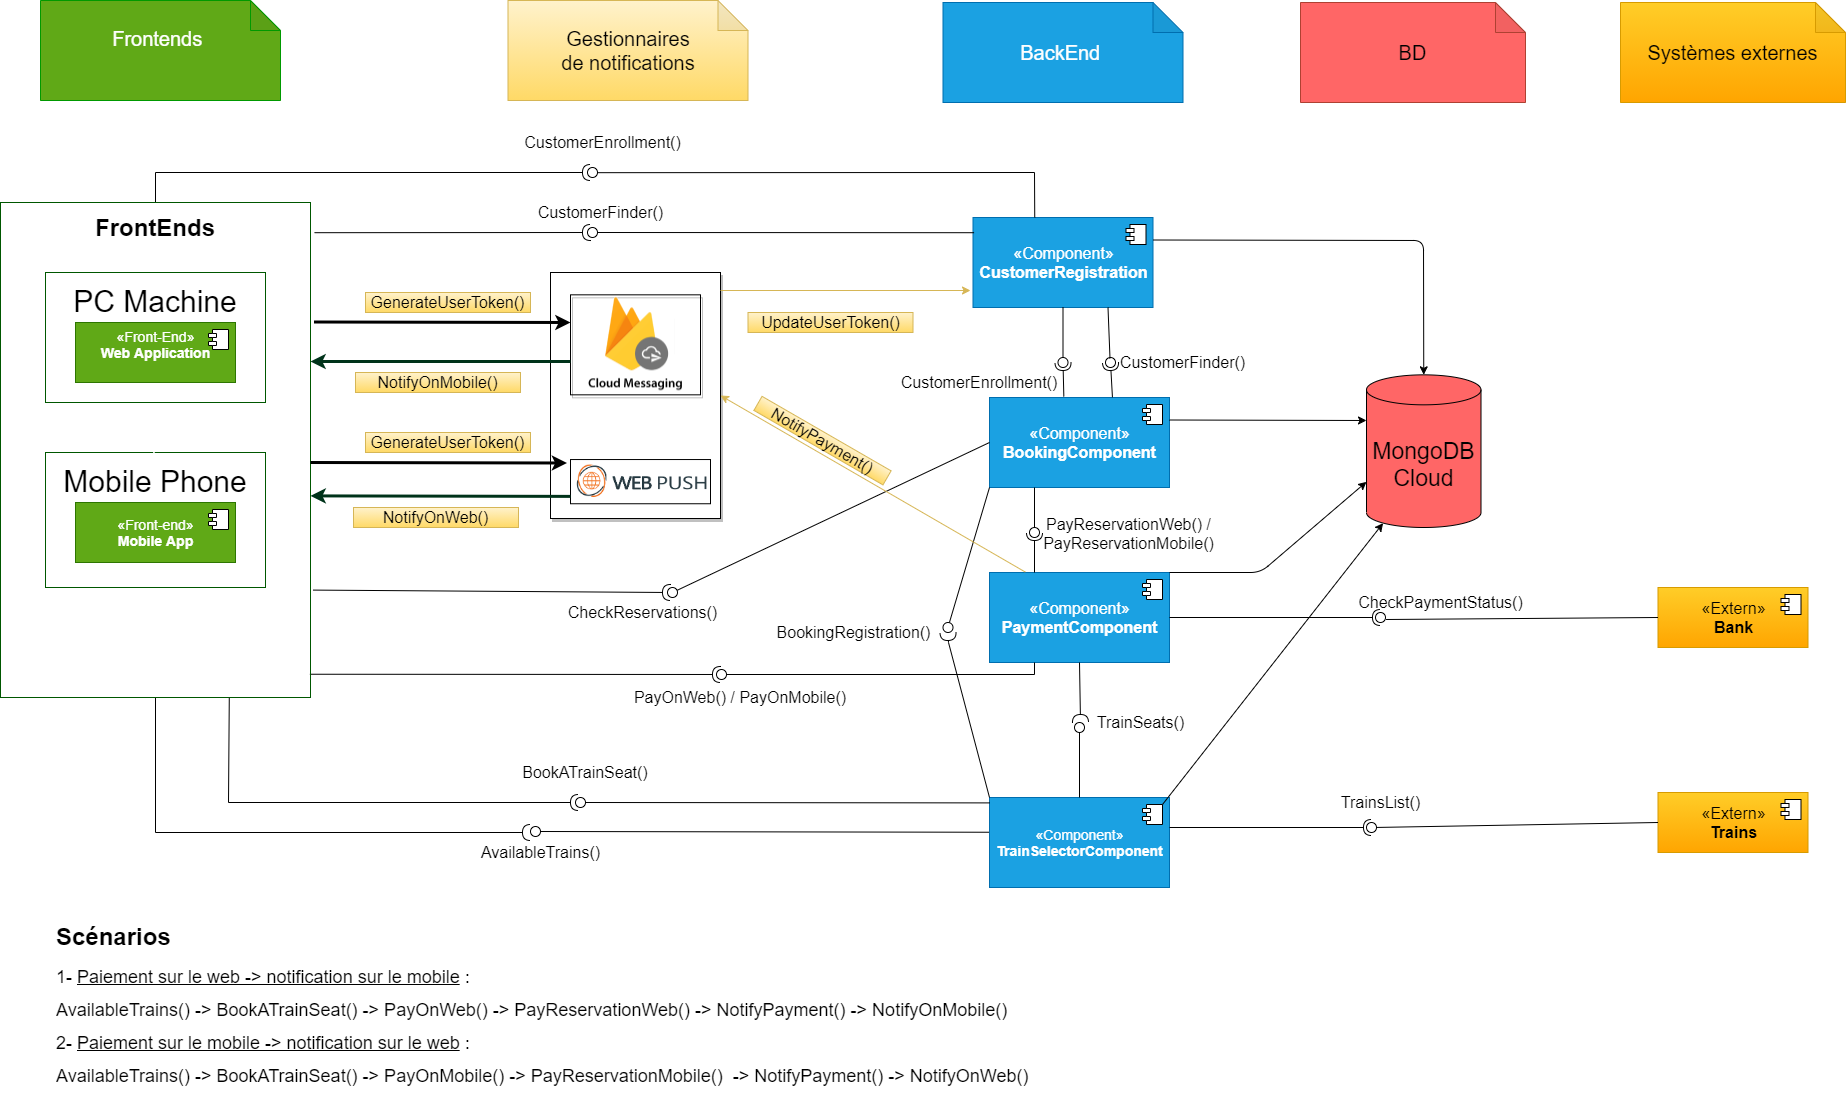 Frontends
Gestionnaires
de notifications
BackEnd
BD
Systèmes externes
CustomerEnrollment()
CustomerFinder()
FrontEnds
PC Machine
«Front-End»
Web Application
Mobile Phone
«Front-end»
Mobile App
GenerateUserToken()
NotifyOnMobile()
GenerateUserToken()
NotifyOnWeb()
Cloud Messaging
WEB PUSH
UpdateUserToken()
NotifyPayment()
«Component»
CustomerRegistration
CustomerEnrollment()
CustomerFinder()
«Component»
BookingComponent
MongoDB
Cloud
PayReservationWeb() /
PayReservationMobile()
CheckReservations()
BookingRegistration()
«Component»
PaymentComponent
CheckPaymentStatus()
«Extern»
Bank
PayOnWeb() / PayOnMobile()
TrainSeats()
BookATrainSeat()
AvailableTrains()
«Component»
TrainSelectorComponent
TrainsList()
«Extern»
Trains
Scénarios
1- Paiement sur le web -> notification sur le mobile :
AvailableTrains() -> BookATrainSeat() -> PayOnWeb() -> PayReservationWeb() -> NotifyPayment() -> NotifyOnMobile()
2- Paiement sur le mobile -> notification sur le web :
AvailableTrains() -> BookATrainSeat() -> PayOnMobile() -> PayReservationMobile()  -> NotifyPayment() -> NotifyOnWeb()